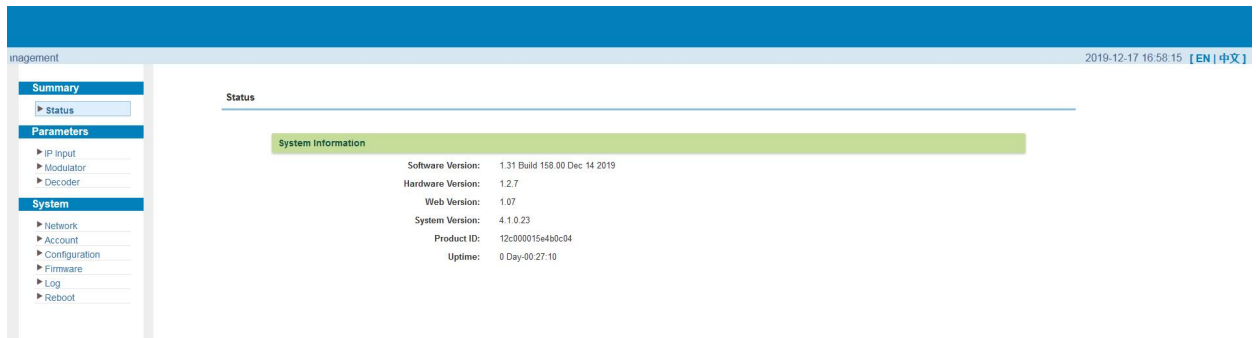 2019-12-17 16:58:15 [ EN | 中文 ]
Summary
Status
Parameters
IP Input
Modulator
Decoder
System
Network
Account
Configuration
Firmware
Log
Reboot
Status
System Information
Software Version: 1.31 Build 158.00 Dec 14 2019
Hardware Version: 1.2.7
Web Version: 1.07
System Version: 4.1.0.23
Product ID: 12c000015e4b0c04
Uptime: 0 Day-00:27:10